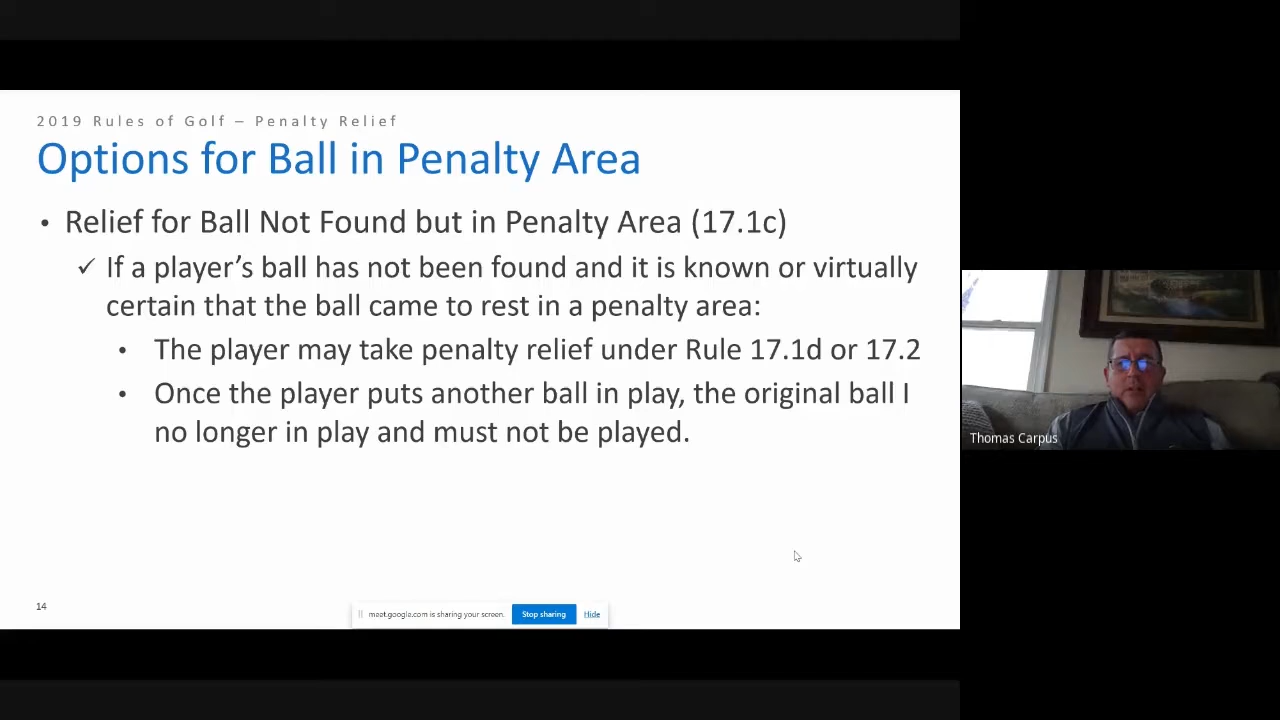 2019 Rules of Golf – Penalty Relief
Options for Ball in Penalty Area
• Relief for Ball Not Found but in Penalty Area (17.1c)
✓ If a player's ball has not been found and it is known or virtually
certain that the ball came to rest in a penalty area:
• The player may take penalty relief under Rule 17.1d or 17.2
• Once the player puts another ball in play, the original ball I
no longer in play and must not be played.
Thomas Carpus
14
meet.google.com is sharing your screen. Stop sharing Hide